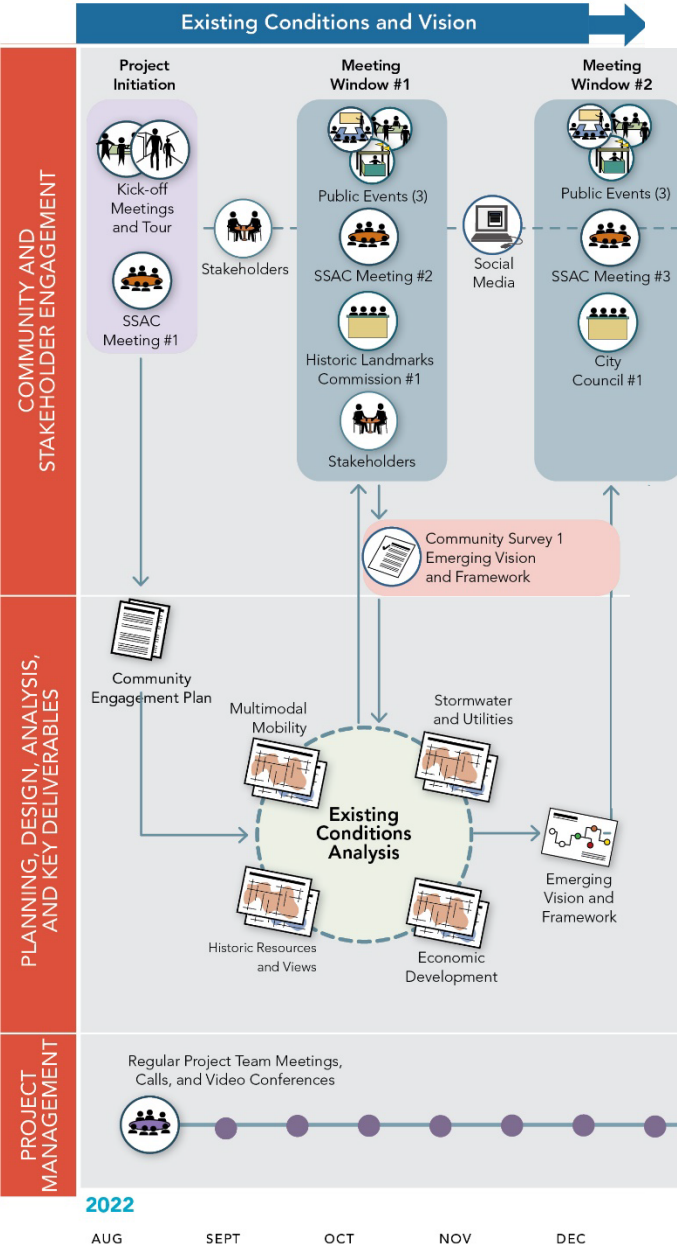 Existing Conditions and Vision
COMMUNITY AND
STAKEHOLDER ENGAGEMENT
Project
Initiation
Kick-off
Meetings
and Tour
SSAC
Meeting #1
Stakeholders
Meeting
Window #1
Public Events (3)
SSAC Meeting #2
Historic Landmarks
Commission #1
Stakeholders
Social
Media
Meeting
Window #2
Public Events (3)
SSAC Meeting #3
City
Council #1
Community Survey 1
Emerging Vision
and Framework
PLANNING, DESIGN, ANALYSIS,
AND KEY DELIVERABLES
Community
Engagement Plan
Multimodal
Mobility
Stormwater
and Utilities
Existing
Conditions
Analysis
Historic Resources
and Views
Economic
Development
Emerging
Vision and
Framework
PROJECT
MANAGEMENT
Regular Project Team Meetings,
Calls, and Video Conferences
2022
AUG SEPT OCT NOV DEC